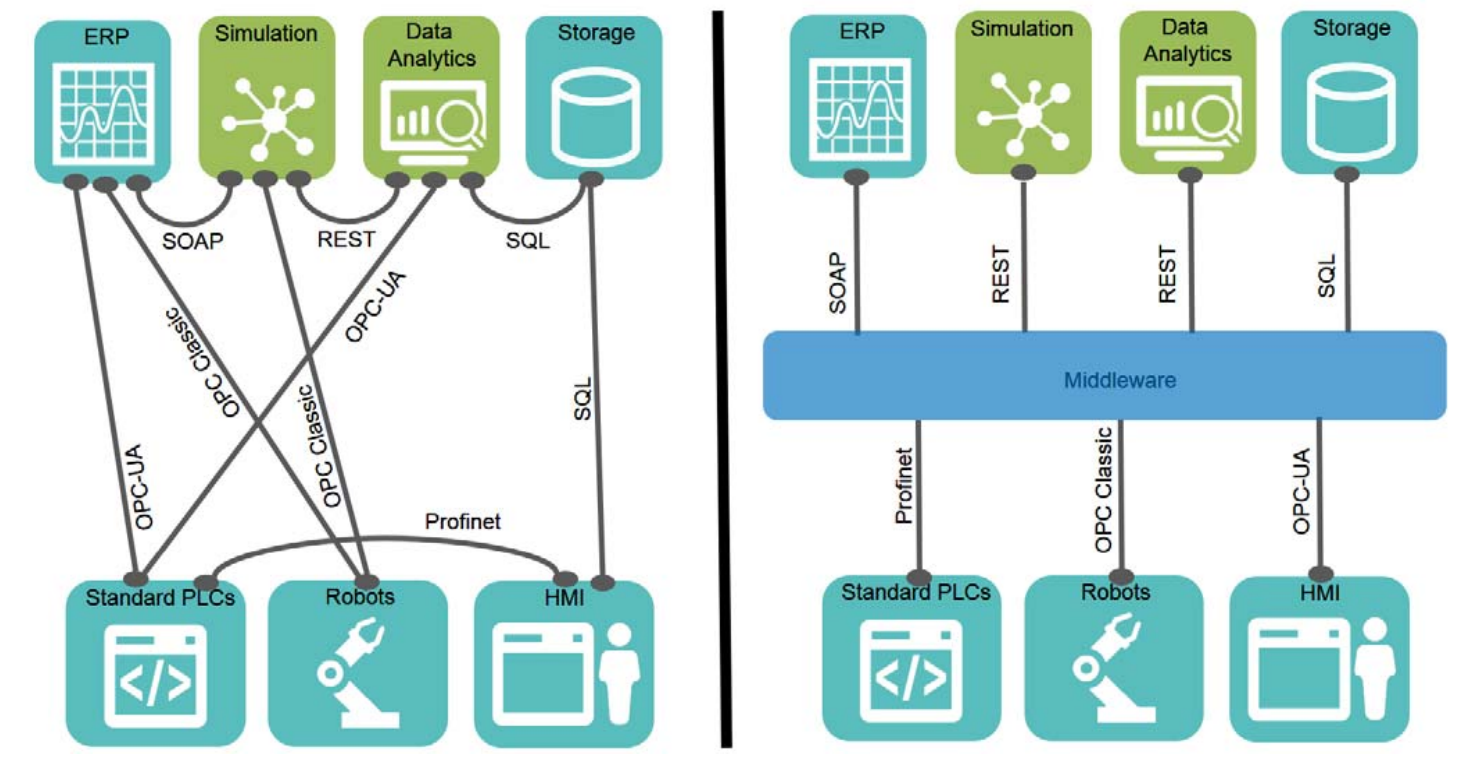 ERP
Simulation
Data
Analytics
Storage
SOAP
REST
SQL
OPC-UA
OPC Classic
OPC Classic
OPC-UA
SQL
Profinet
Standard PLCs
Robots
HMI
</>
ERP
Simulation
Data
Analytics
Storage
SOAP
REST
REST
SQL
Middleware
Profinet
OPC Classic
OPC-UA
Standard PLCs
Robots
HMI
</>